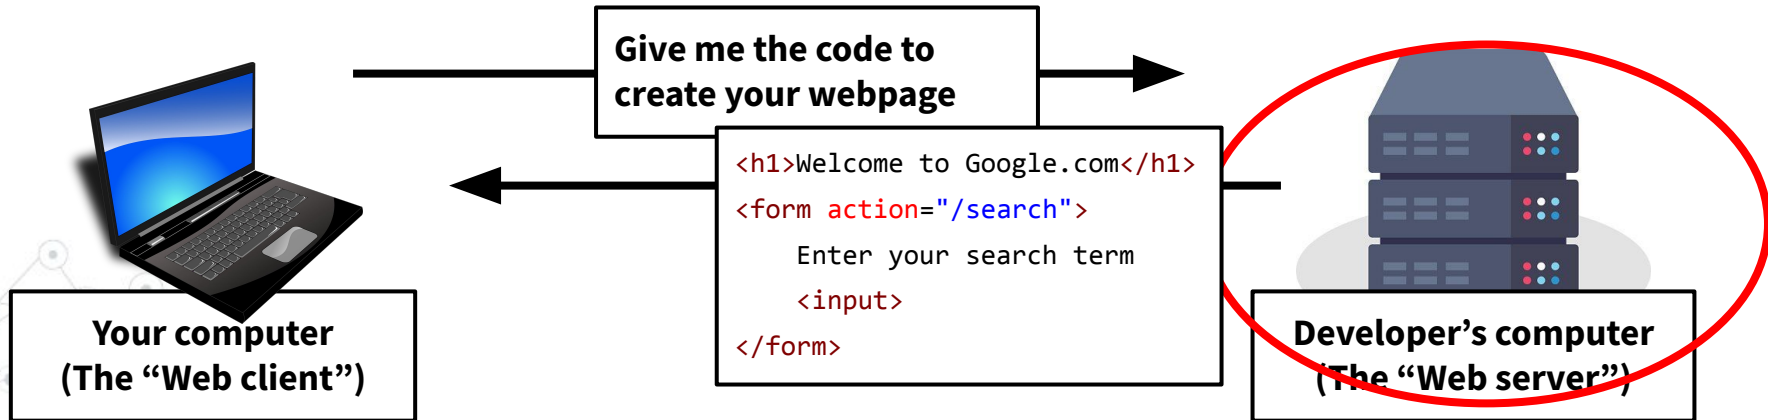 Give me the code to
create your webpage
<h1>Welcome to Google.com</h1>
<form action="/search">
    Enter your search term
    <input>
</form>
Your computer
(The “Web client”)
Developer’s computer
(The “Web server”)